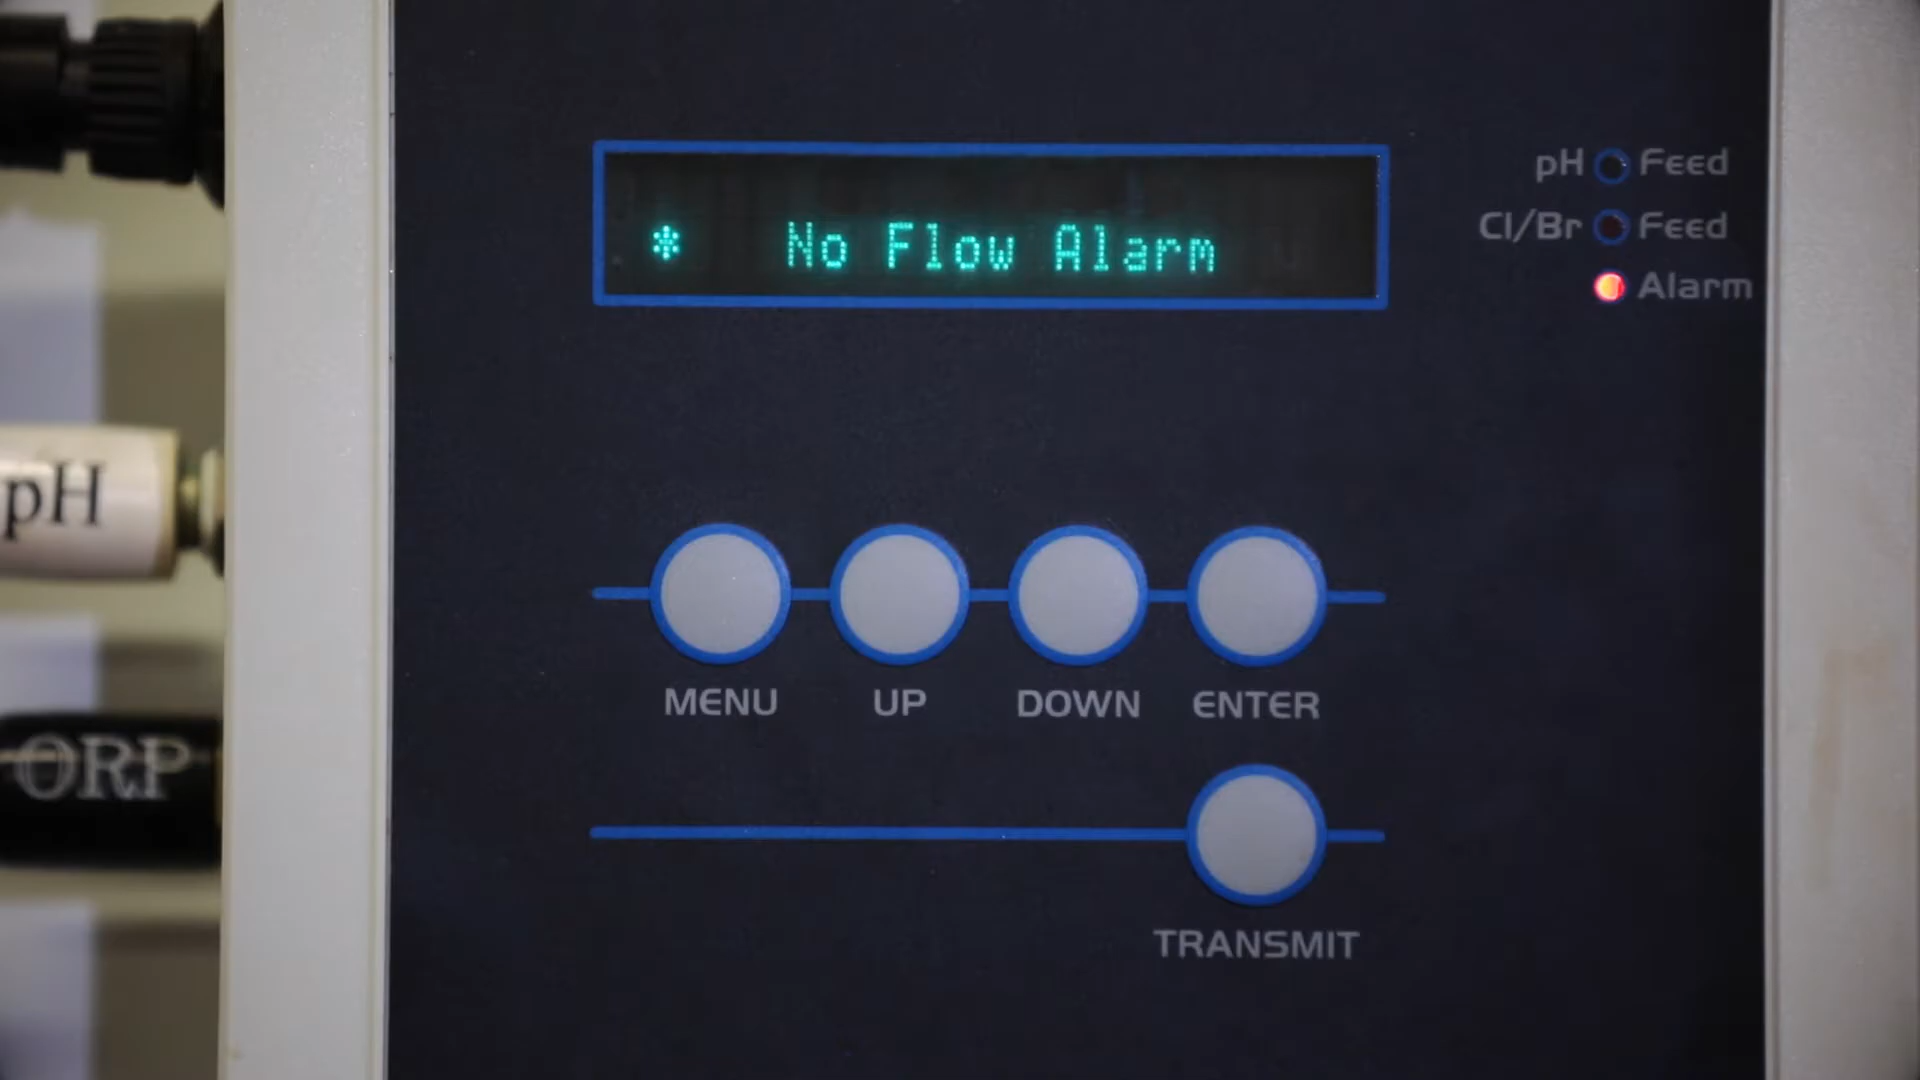 * No Flow Alarm
pH Feed
Cl/Br Feed
Alarm
pH
MENU UP DOWN ENTER
ORP
TRANSMIT